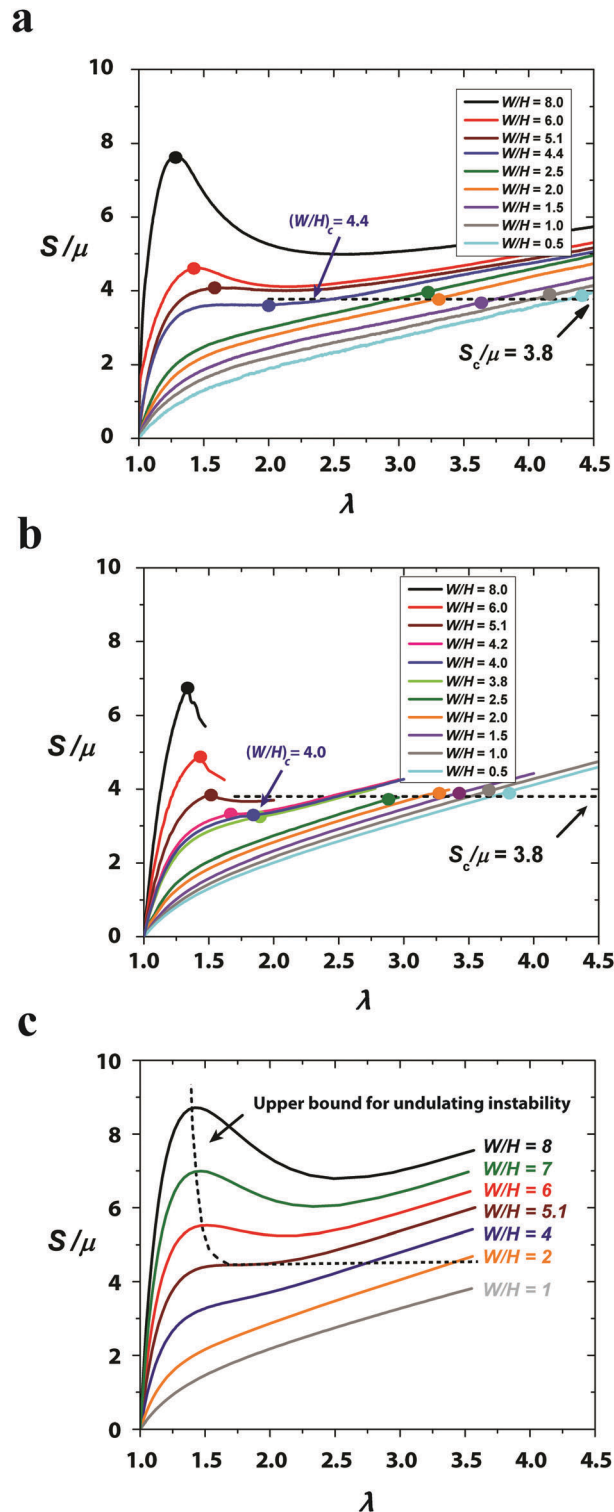 a
10
8
6
4
2
0
S/μ
W/H = 8.0
W/H = 6.0
W/H = 5.1
W/H = 4.4
W/H = 2.5
W/H = 2.0
W/H = 1.5
W/H = 1.0
W/H = 0.5
(W/H)c = 4.4
Sc/μ = 3.8
1.0 1.5 2.0 2.5 3.0 3.5 4.0 4.5
λ
b
10
8
6
4
2
0
S/μ
W/H = 8.0
W/H = 6.0
W/H = 5.1
W/H = 4.2
W/H = 4.0
W/H = 3.8
W/H = 2.5
W/H = 2.0
W/H = 1.5
W/H = 1.0
W/H = 0.5
(W/H)c = 4.0
Sc/μ = 3.8
1.0 1.5 2.0 2.5 3.0 3.5 4.0 4.5
λ
c
10
8
6
4
2
0
S/μ
Upper bound for undulating instability
W/H = 8
W/H = 7
W/H = 6
W/H = 5.1
W/H = 4
W/H = 2
W/H = 1
1.0 1.5 2.0 2.5 3.0 3.5 4.0 4.5
λ